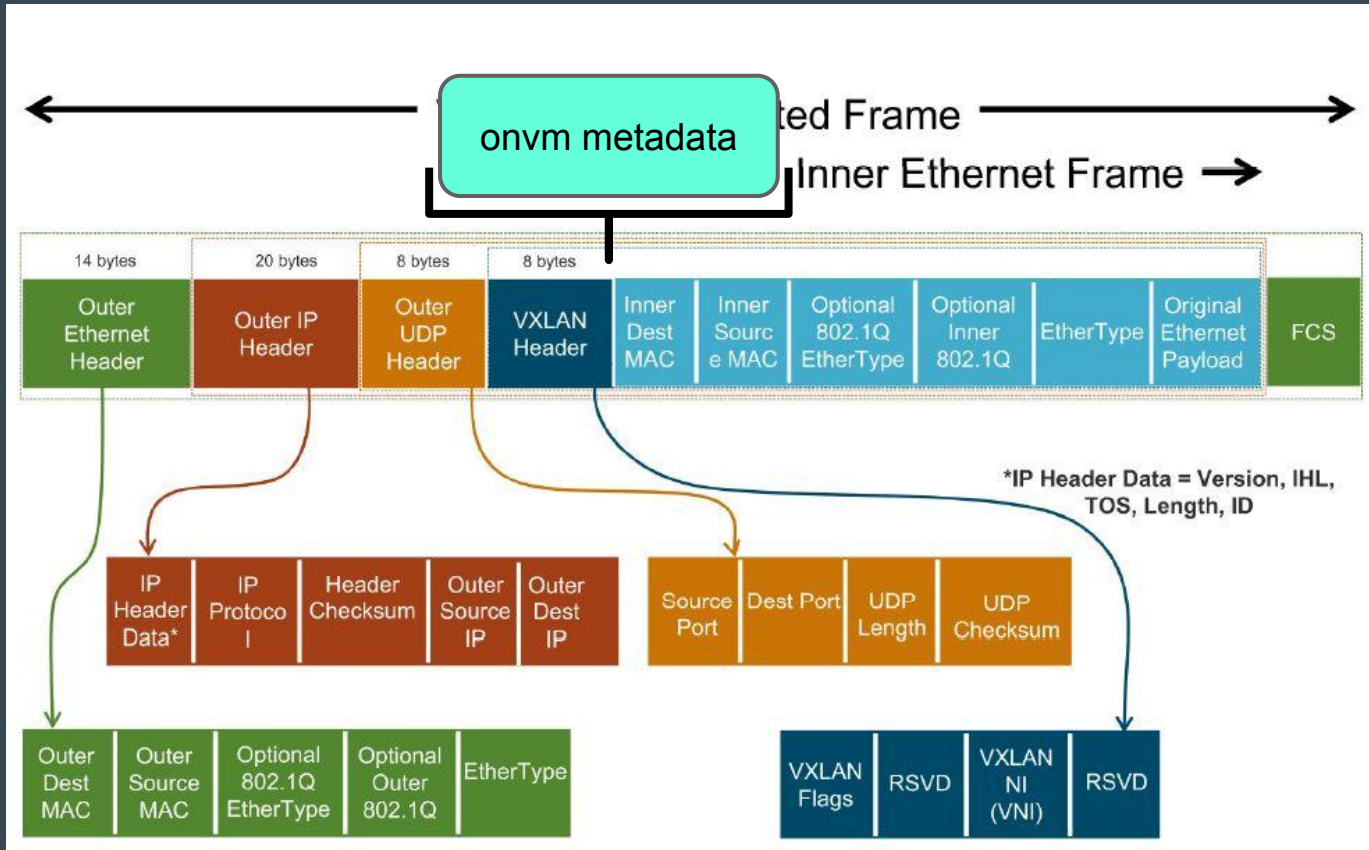 ted Frame
onvm metadata
Inner Ethernet Frame
14 bytes
20 bytes
8 bytes
8 bytes
Outer
Ethernet
Header
Outer IP
Header
Outer
UDP
Header
VXLAN
Header
Inner
Dest
MAC
Inner
Sourc
e MAC
Optional
802.1Q
EtherType
Optional
Inner
802.1Q
EtherType
Original
Ethernet
Payload
FCS
*IP Header Data = Version, IHL,
TOS, Length, ID
IP
Header
Data*
IP
Protoco
l
Header
Checksum
Outer
Source
IP
Outer
Dest
IP
Source
Port
Dest Port
UDP
Length
UDP
Checksum
Outer
Dest
MAC
Outer
Source
MAC
Optional
802.1Q
EtherType
Optional
Outer
802.1Q
EtherType
VXLAN
Flags
RSVD
VXLAN
NI
(VNI)
RSVD